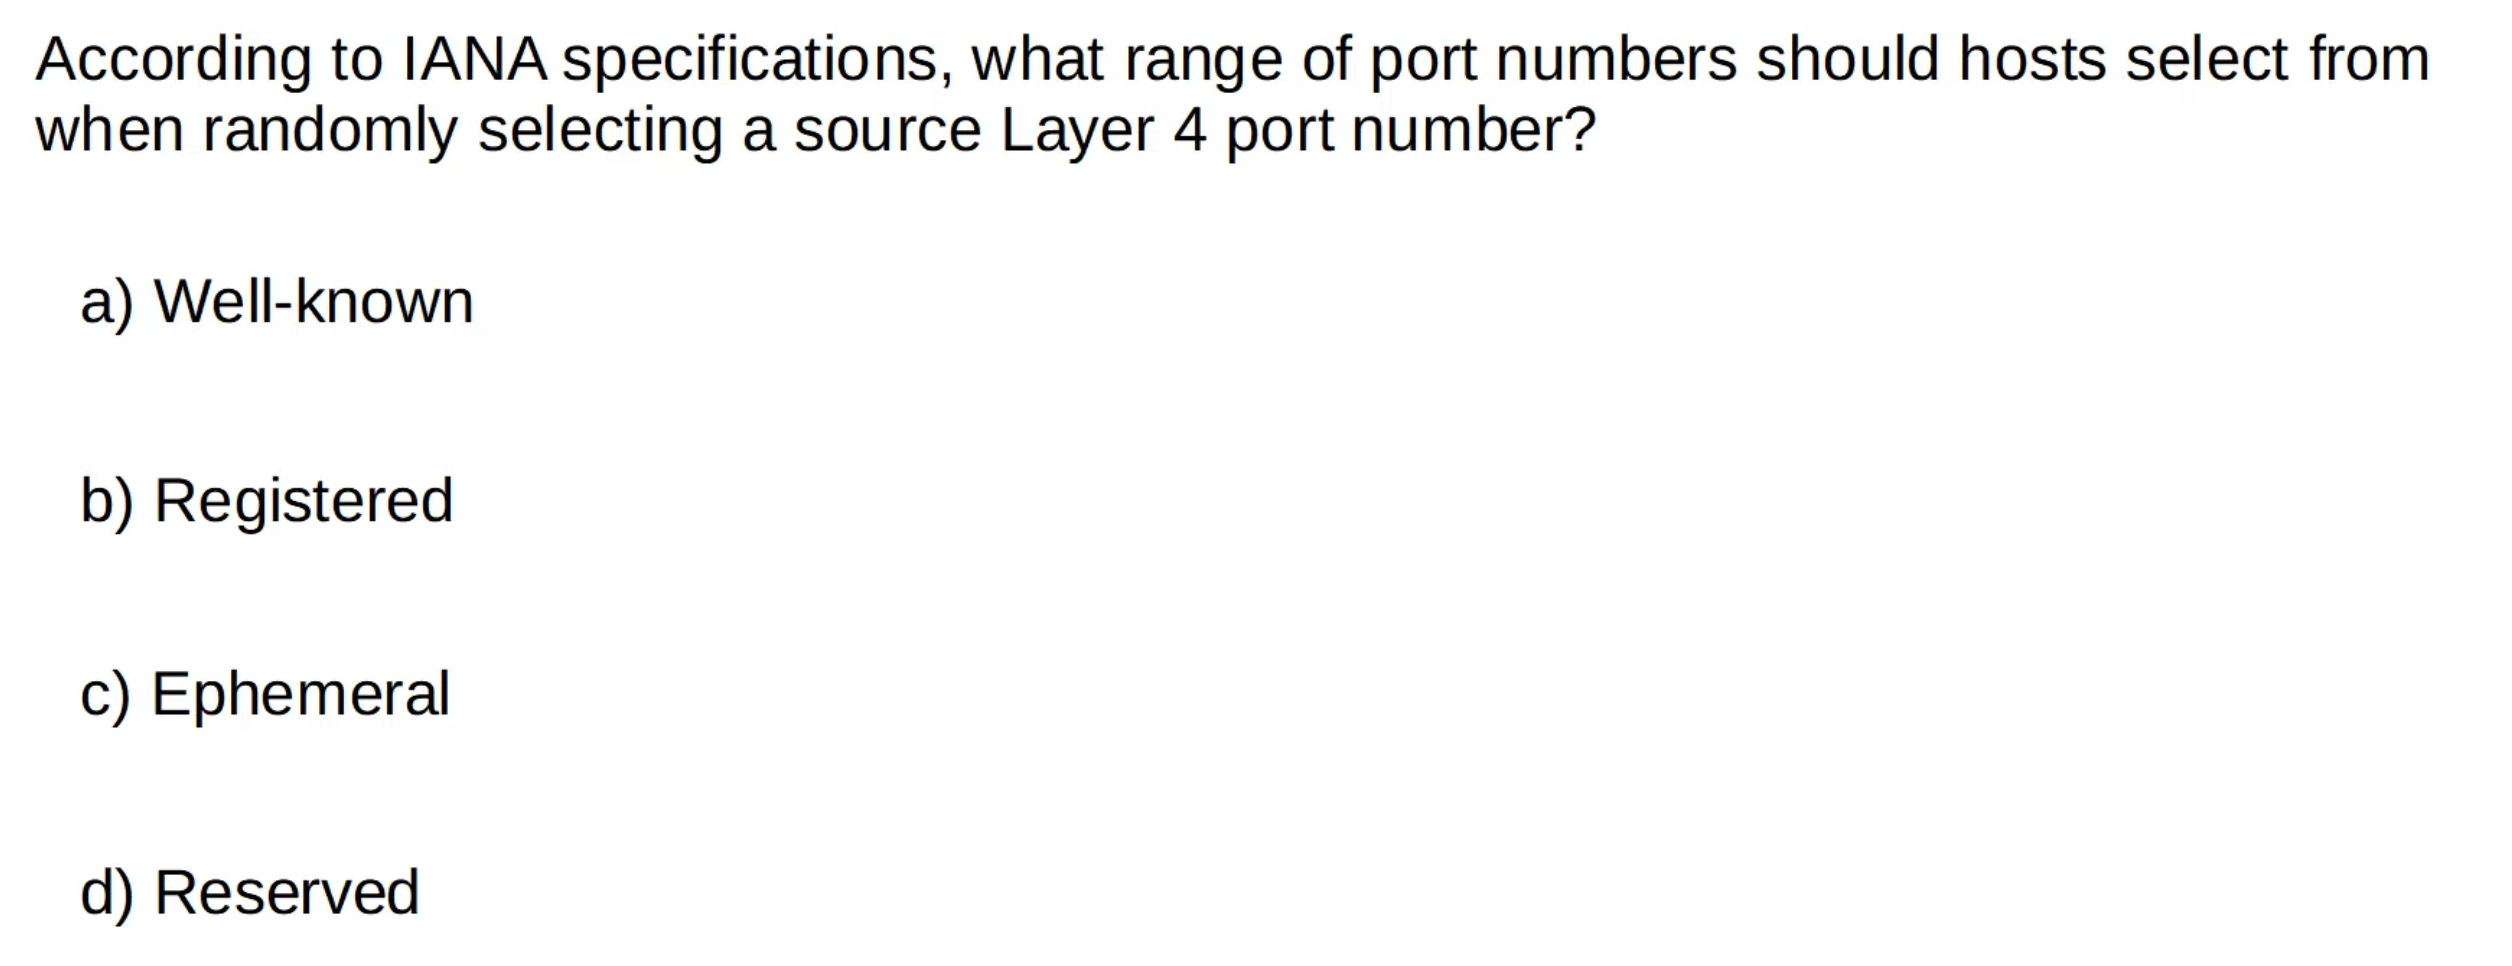 According to IANA specifications, what range of port numbers should hosts select from
when randomly selecting a source Layer 4 port number?
a) Well-known
b) Registered
c) Ephemeral
d) Reserved